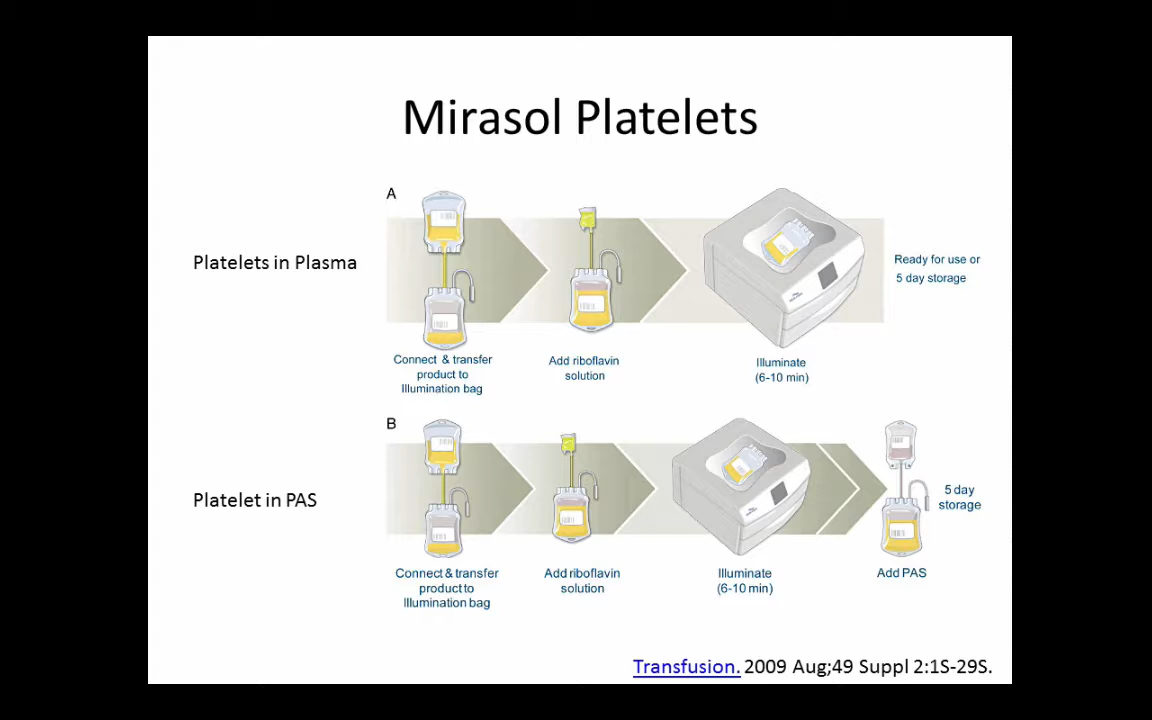 Mirasol Platelets
A
Platelets in Plasma
Connect & transfer
product to
Illumination bag
Add riboflavin
solution
Illuminate
(6-10 min)
Ready for use or
5 day storage
B
Platelet in PAS
Connect & transfer
product to
Illumination bag
Add riboflavin
solution
Illuminate
(6-10 min)
Add PAS
5 day
storage
Transfusion. 2009 Aug;49 Suppl 2:1S-29S.